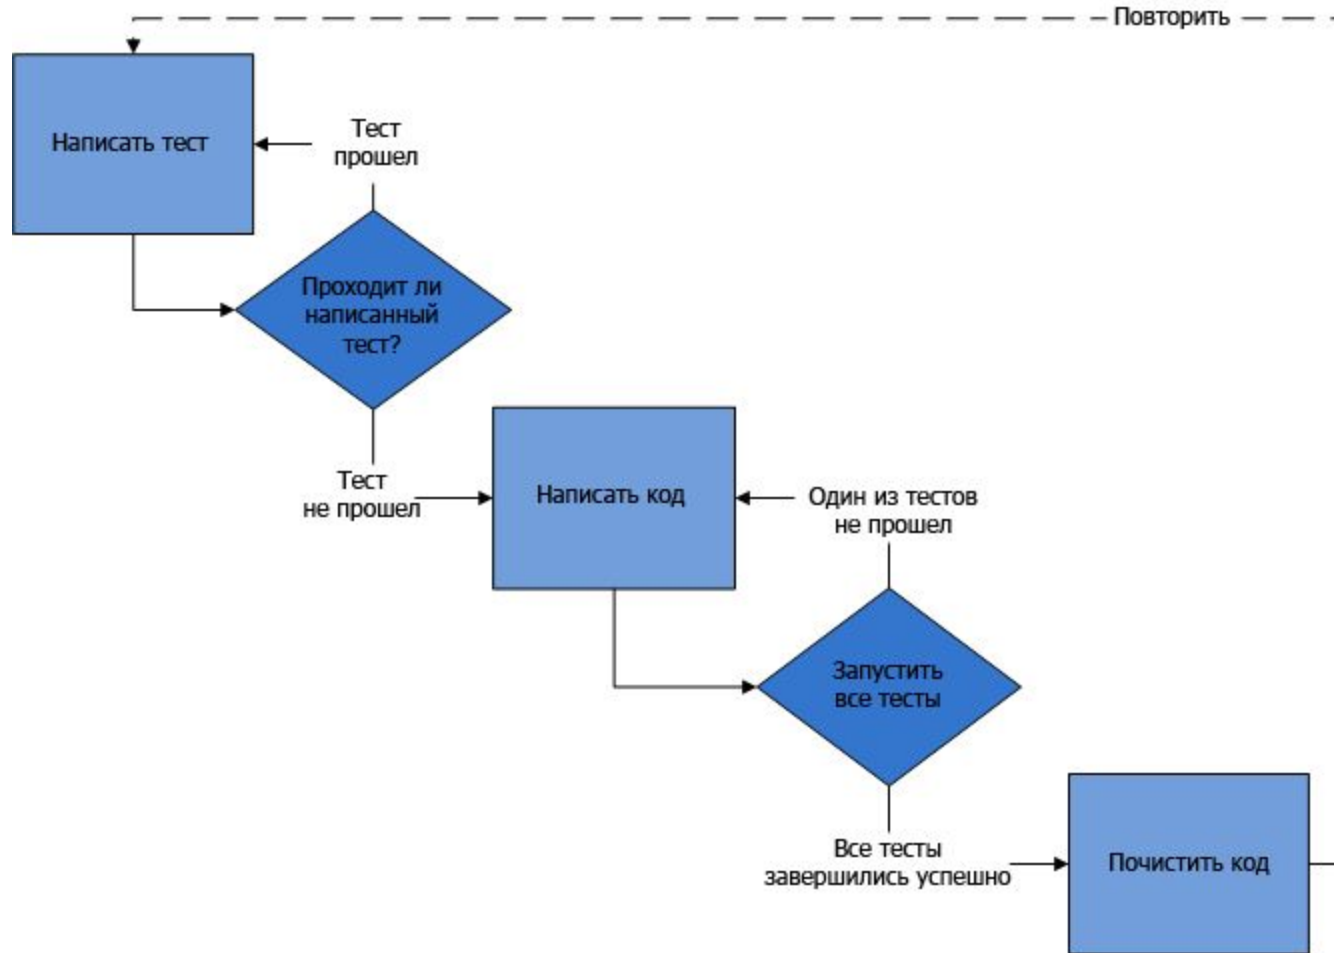 Повторить
Написать тест
Тест
прошел
Проходит ли
написанный
тест?
Тест
не прошел
Написать код
Один из тестов
не прошел
Запустить
все тесты
Все тесты
завершились успешно
Почистить код